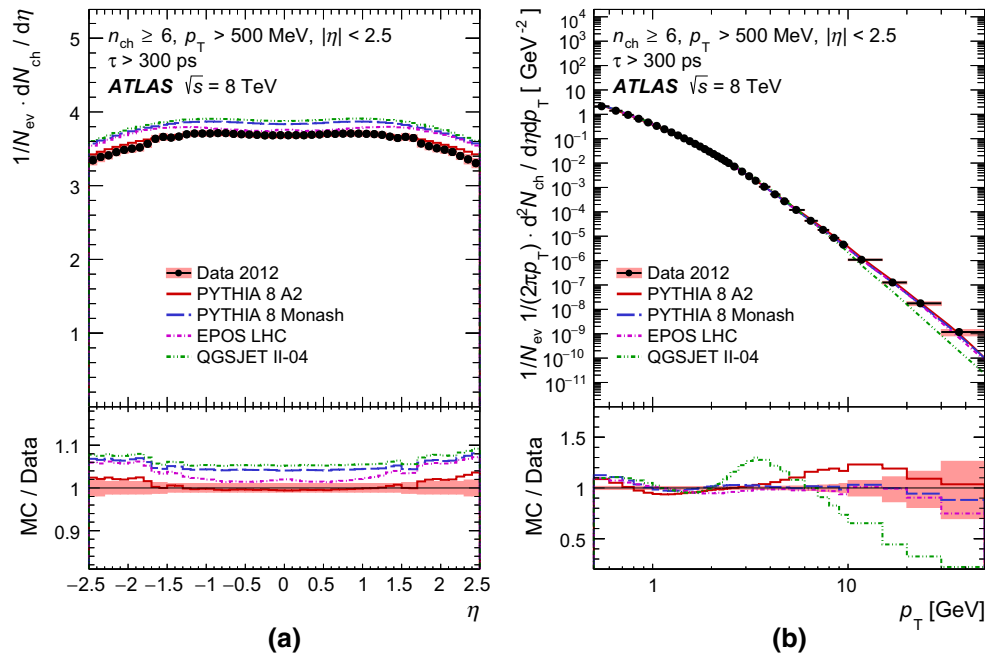 1/N_ev · dN_ch / dη
5
4
3
2
1
0
n_ch ≥ 6, p_T > 500 MeV, |η| < 2.5
τ > 300 ps
ATLAS √s = 8 TeV
Data 2012
PYTHIA 8 A2
PYTHIA 8 Monash
EPOS LHC
QGSJET II-04
MC / Data
1.1
1
0.9
−2.5 −2 −1.5 −1 −0.5 0 0.5 1 1.5 2 2.5
η
(a)
1/N_ev 1/(2πp_T) · d²N_ch / dηdp_T [ GeV⁻² ]
10⁴
10³
10²
10
1
10⁻¹
10⁻²
10⁻³
10⁻⁴
10⁻⁵
10⁻⁶
10⁻⁷
10⁻⁸
10⁻⁹
10⁻¹⁰
10⁻¹¹
n_ch ≥ 6, p_T > 500 MeV, |η| < 2.5
τ > 300 ps
ATLAS √s = 8 TeV
Data 2012
PYTHIA 8 A2
PYTHIA 8 Monash
EPOS LHC
QGSJET II-04
MC / Data
1.5
1
0.5
1 10
p_T [GeV]
(b)